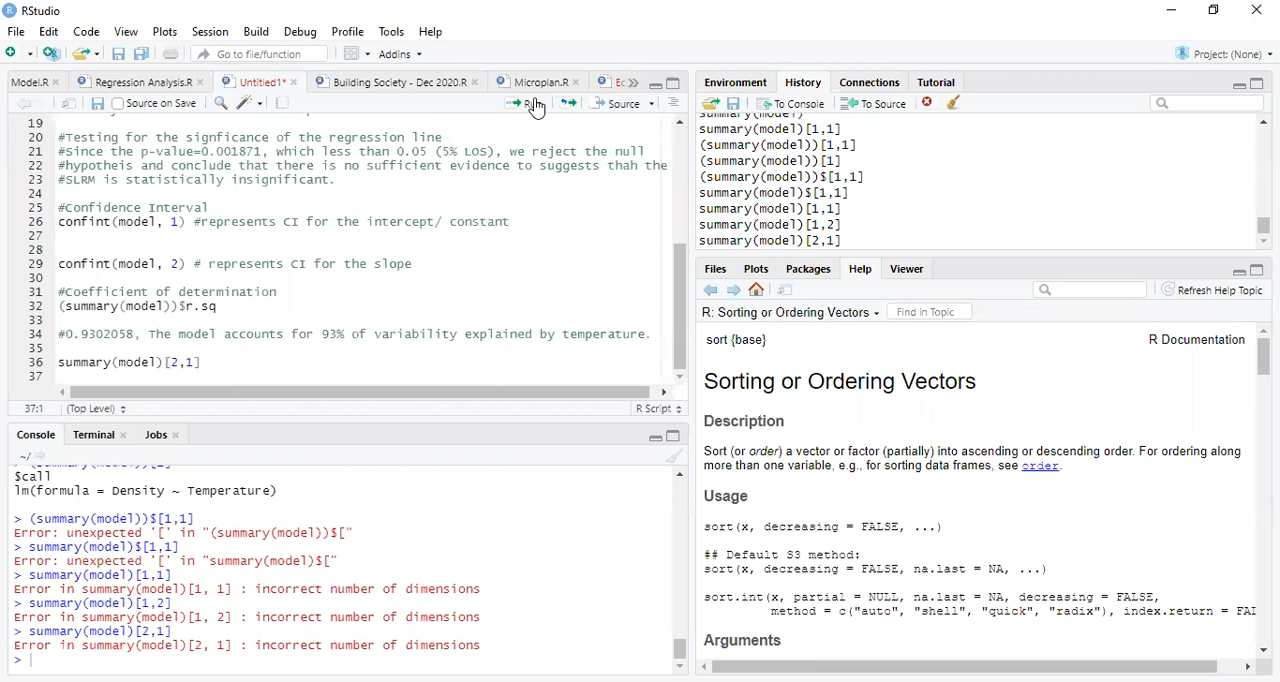 RStudio
File Edit Code View Plots Session Build Debug Profile Tools Help
Go to file/function Addins Project: (None)
Model.R Regression Analysis.R Untitled1* Building Society - Dec 2020.R Microplan.R
Source on Save Run Source
19
20 #Testing for the signficance of the regression line
21 #Since the p-value=0.001871, which less than 0.05 (5% LOS), we reject the null
22 #hypotheis and conclude that there is no sufficient evidence to suggests thah the
23 #SLRM is statistically insignificant.
24
25 #Confidence Interval
26 confint(model, 1) #represents CI for the intercept/ constant
27
28
29 confint(model, 2) # represents CI for the slope
30
31 #Coefficient of determination
32 (summary(model))$r.sq
33
34 #0.9302058, The model accounts for 93% of variability explained by temperature.
35
36 summary(model)[2,1]
37
37:1 (Top Level) R Script
Console Terminal Jobs
~/
$call
lm(formula = Density ~ Temperature)
> (summary(model))$[1,1]
Error: unexpected '[' in "(summary(model))$["
> summary(model)$[1,1]
Error: unexpected '[' in "summary(model)$["
> summary(model)[1,1]
Error in summary(model)[1, 1] : incorrect number of dimensions
> summary(model)[1,2]
Error in summary(model)[1, 2] : incorrect number of dimensions
> summary(model)[2,1]
Error in summary(model)[2, 1] : incorrect number of dimensions
>
Environment History Connections Tutorial
To Console To Source
summary(model)[1,1]
(summary(model))[1,1]
(summary(model))[1]
(summary(model))$[1,1]
summary(model)$[1,1]
summary(model)[1,1]
summary(model)[1,2]
summary(model)[2,1]
Files Plots Packages Help Viewer
Refresh Help Topic
R: Sorting or Ordering Vectors Find in Topic
sort {base} R Documentation
Sorting or Ordering Vectors
Description
Sort (or order) a vector or factor (partially) into ascending or descending order. For ordering along
more than one variable, e.g., for sorting data frames, see order.
Usage
sort(x, decreasing = FALSE, ...)
## Default S3 method:
sort(x, decreasing = FALSE, na.last = NA, ...)
sort.int(x, partial = NULL, na.last = NA, decreasing = FALSE,
method = c("auto", "shell", "quick", "radix"), index.return = FAL
Arguments